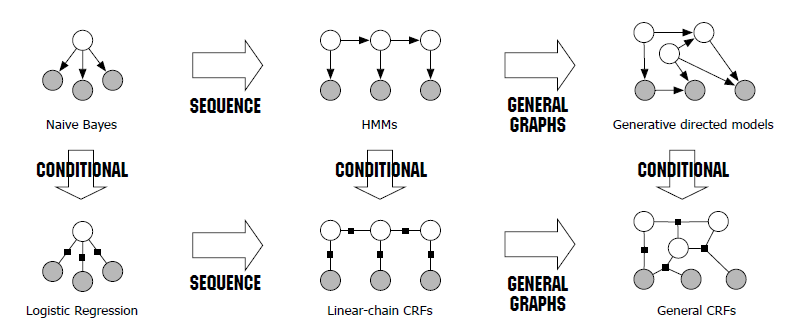 SEQUENCE
GENERAL
GRAPHS
Naive Bayes
HMMs
Generative directed models
CONDITIONAL
CONDITIONAL
CONDITIONAL
SEQUENCE
GENERAL
GRAPHS
Logistic Regression
Linear-chain CRFs
General CRFs